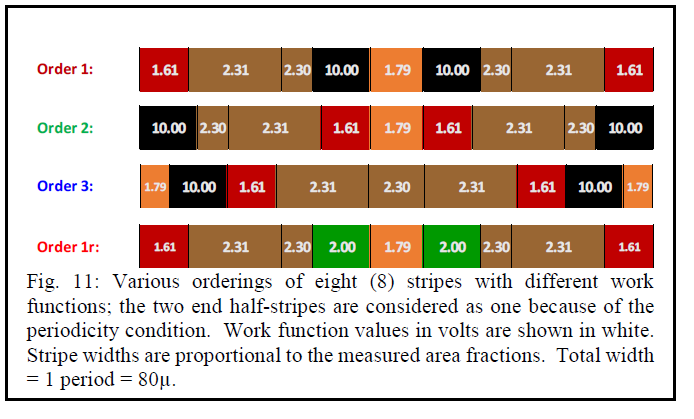 Order 1: 1.61 2.31 2.30 10.00 1.79 10.00 2.30 2.31 1.61
Order 2: 10.00 2.30 2.31 1.61 1.79 1.61 2.31 2.30 10.00
Order 3: 1.79 10.00 1.61 2.31 2.30 2.31 1.61 10.00 1.79
Order 1r: 1.61 2.31 2.30 2.00 1.79 2.00 2.30 2.31 1.61
Fig. 11: Various orderings of eight (8) stripes with different work
functions; the two end half-stripes are considered as one because of the
periodicity condition. Work function values in volts are shown in white.
Stripe widths are proportional to the measured area fractions. Total width
= 1 period = 80μ.